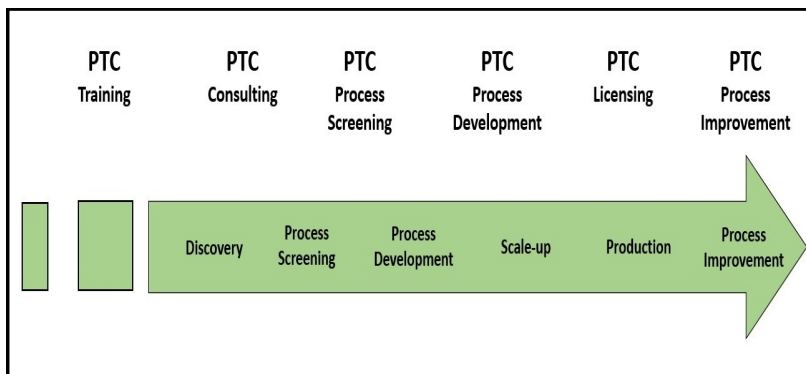 PTC PTC PTC PTC PTC PTC
Training Consulting Process Process Licensing Process
Screening Development Improvement
Discovery Process Screening Process Development Scale-up Production Process Improvement